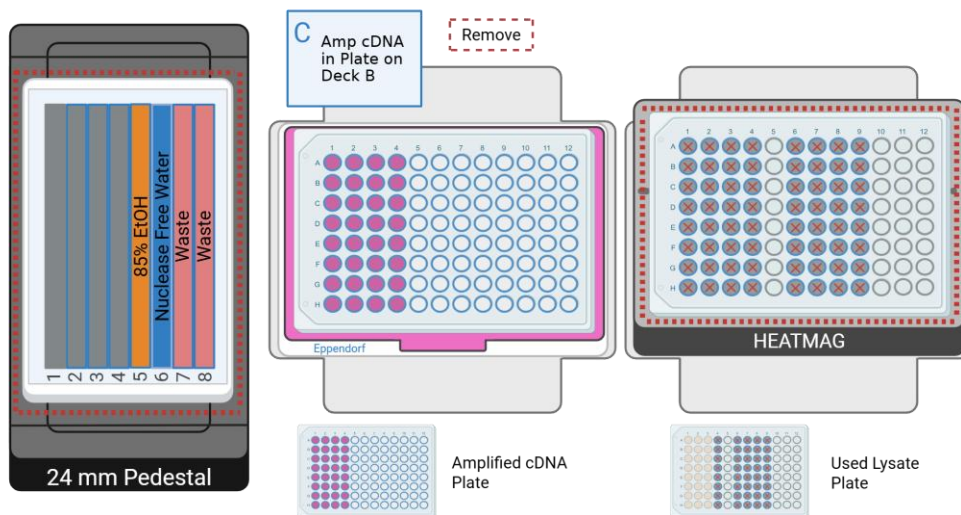 C
Amp cDNA
in Plate on
Deck B
Remove
1 2 3 4 5 6 7 8 9 10 11 12
A
B
C
D
E
F
G
H
Eppendorf
1 2 3 4 5 6 7 8 9 10 11 12
A
B
C
D
E
F
G
H
HEATMAG
85% EtOH
Nuclease Free Water
Waste
Waste
1 2 3 4 5 6 7 8
24 mm Pedestal
Amplified cDNA
Plate
Used Lysate
Plate